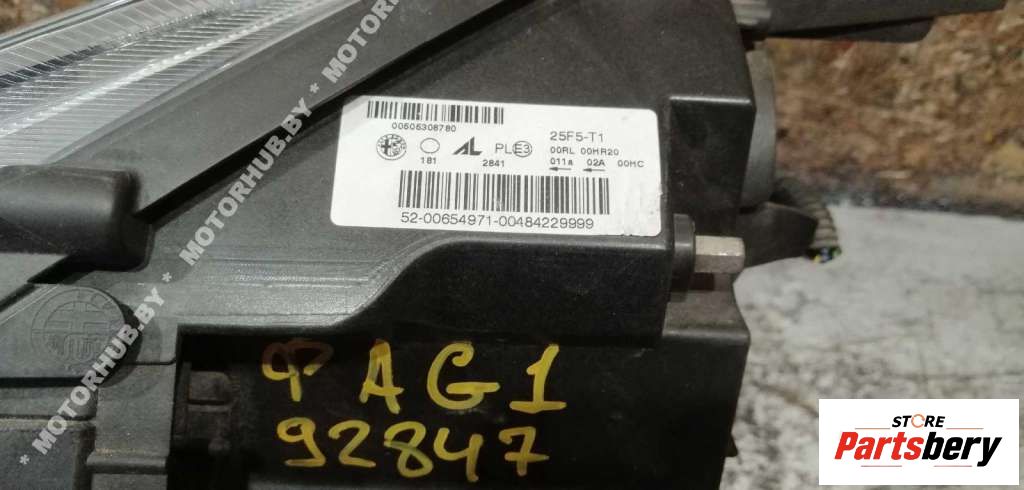 00505308780
181
AL
2841
PL E3
25F5-T1
00RL 00HR20
011a 02A 00HC
52-00654971-00484229999
Ф AG1
92847
* MOTORHUB.BY * MOTORHUB.BY *
STORE
Partsbery